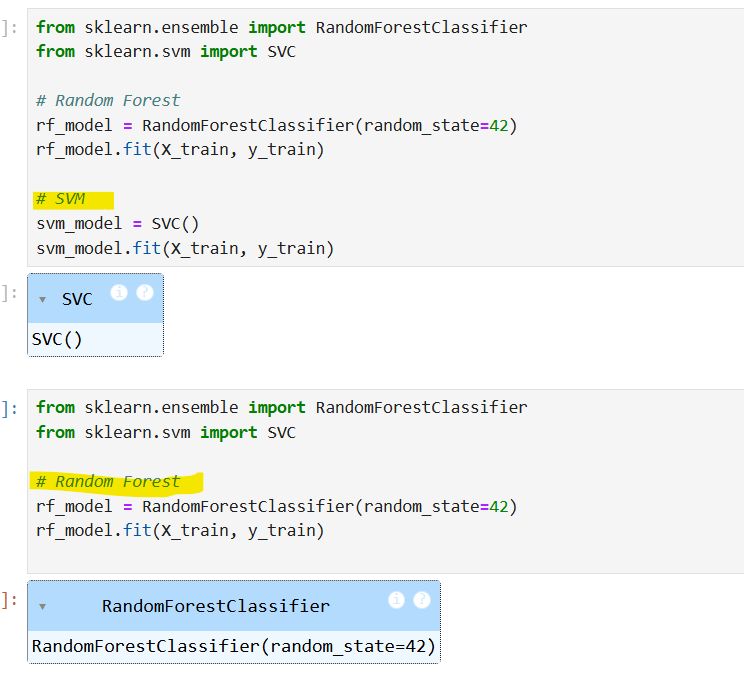 ]:
from sklearn.ensemble import RandomForestClassifier
from sklearn.svm import SVC
# Random Forest
rf_model = RandomForestClassifier(random_state=42)
rf_model.fit(X_train, y_train)
# SVM
svm_model = SVC()
svm_model.fit(X_train, y_train)
]:
▾ SVC i ?
SVC()
]:
from sklearn.ensemble import RandomForestClassifier
from sklearn.svm import SVC
# Random Forest
rf_model = RandomForestClassifier(random_state=42)
rf_model.fit(X_train, y_train)
]:
▾ RandomForestClassifier i ?
RandomForestClassifier(random_state=42)